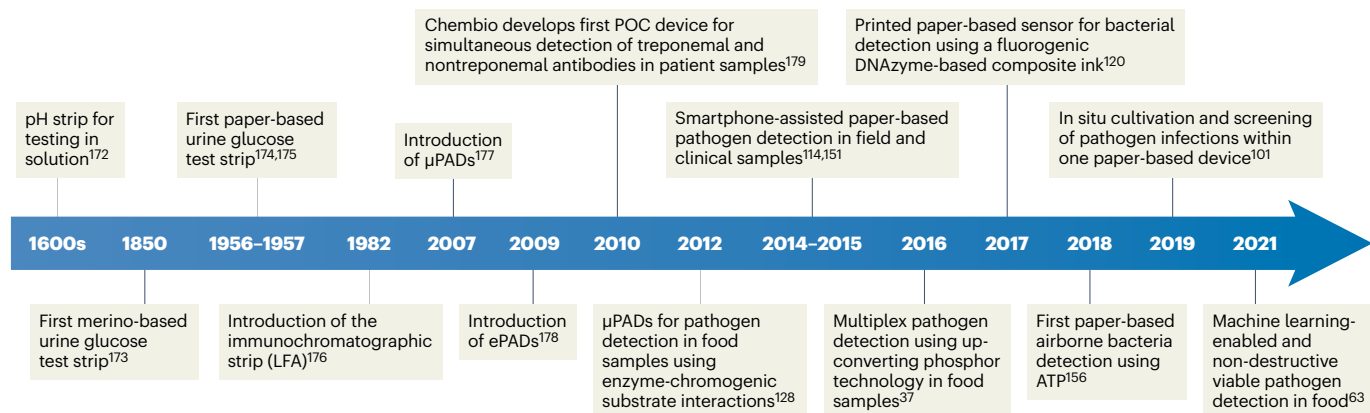 Chembio develops first POC device for
simultaneous detection of treponemal and
nontreponemal antibodies in patient samples179
Printed paper-based sensor for bacterial
detection using a fluorogenic
DNAzyme-based composite ink120
pH strip for
testing in
solution172
First paper-based
urine glucose
test strip174,175
Introduction
of µPADs177
Smartphone-assisted paper-based
pathogen detection in field and
clinical samples114,151
In situ cultivation and screening
of pathogen infections within
one paper-based device101
1600s 1850 1956–1957 1982 2007 2009 2010 2012 2014–2015 2016 2017 2018 2019 2021
First merino-based
urine glucose
test strip173
Introduction of the
immunochromatographic
strip (LFA)176
Introduction
of ePADs178
µPADs for pathogen
detection in food
samples using
enzyme-chromogenic
substrate interactions128
Multiplex pathogen
detection using up-
converting phosphor
technology in food
samples37
First paper-based
airborne bacteria
detection using
ATP156
Machine learning-
enabled and
non-destructive
viable pathogen
detection in food63